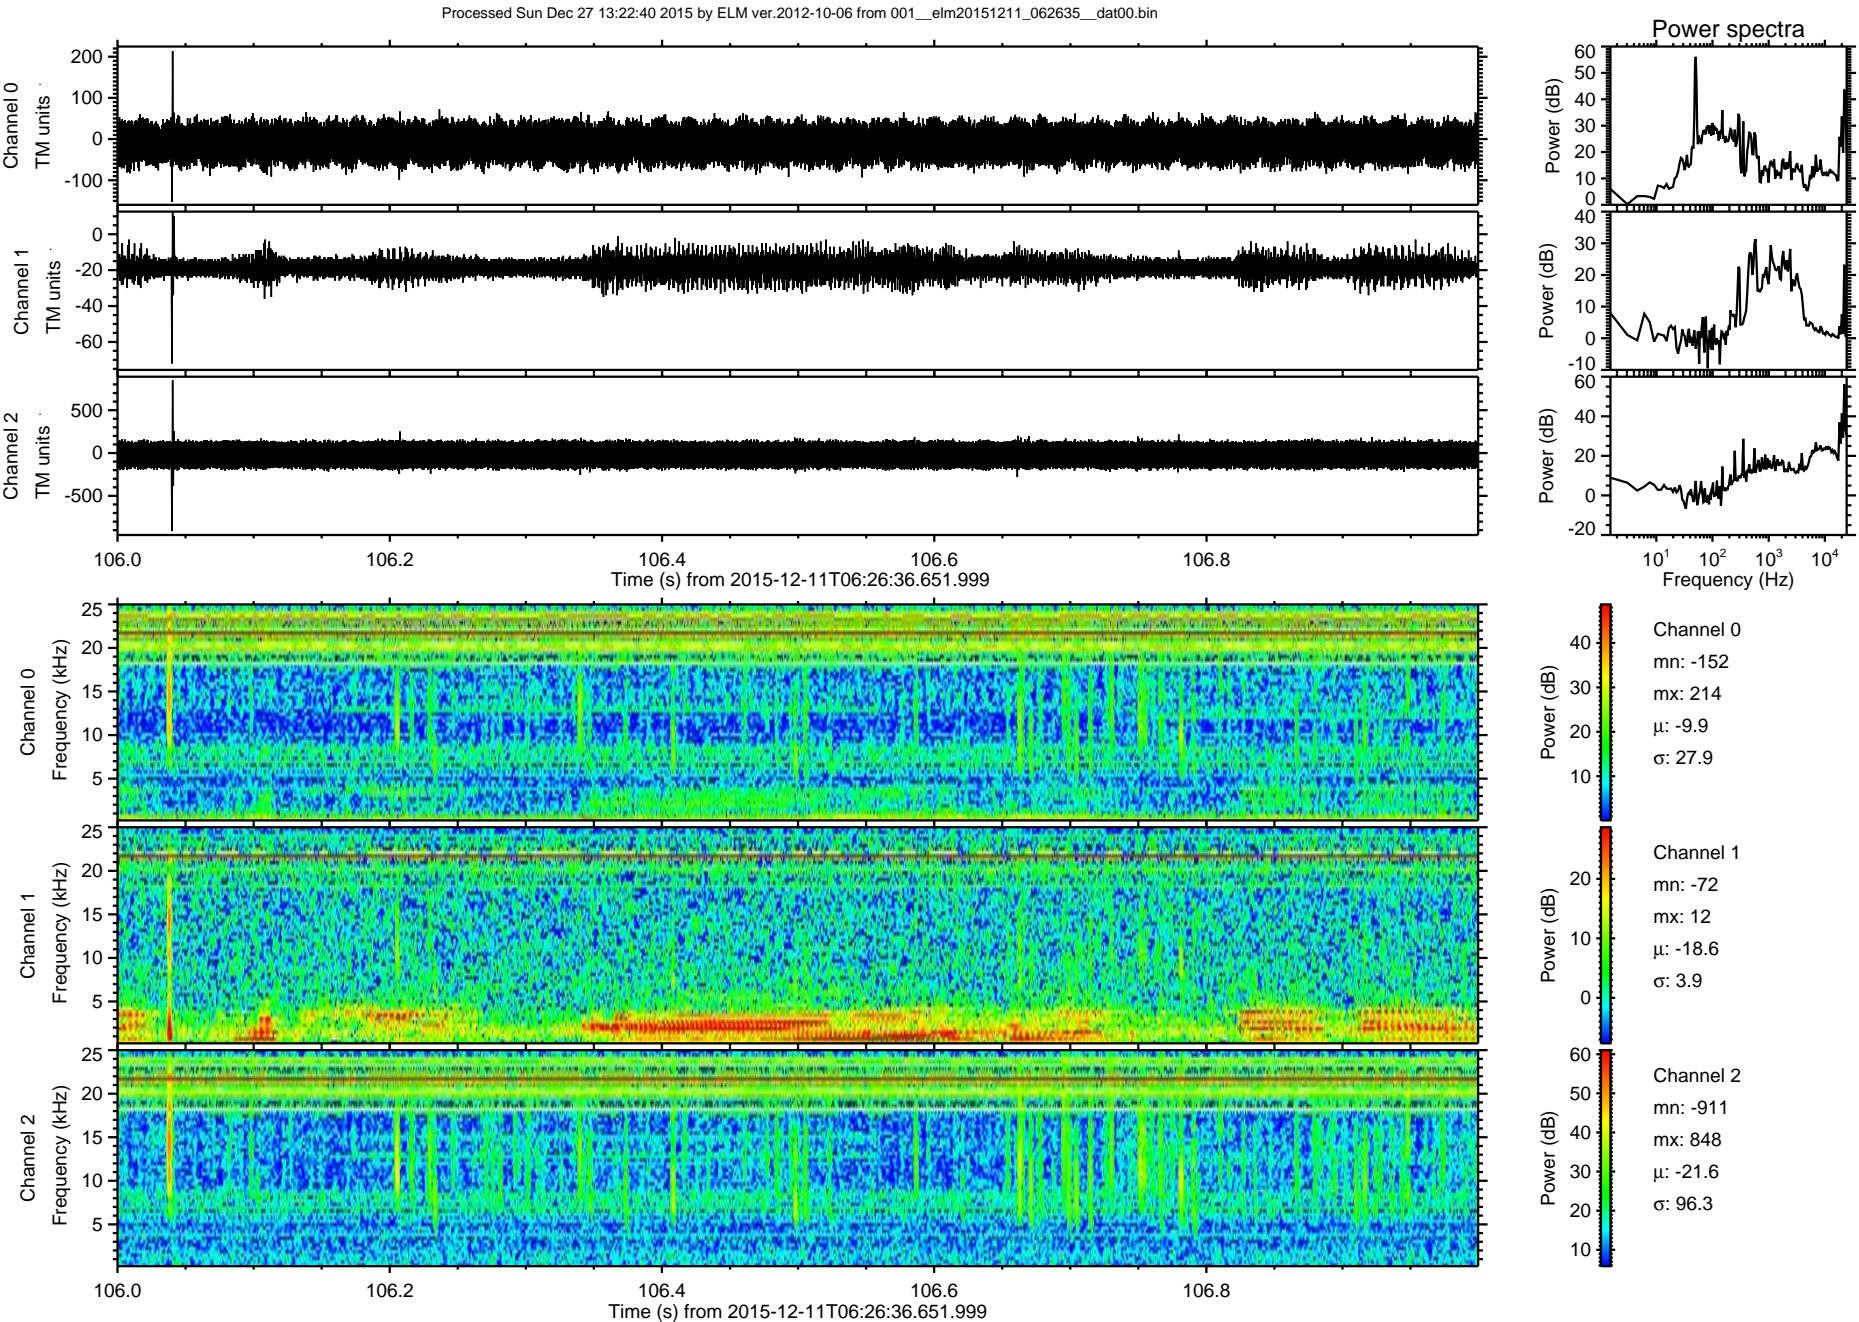 Processed Sun Dec 27 13:22:40 2015 by ELM ver.2012-10-06 from 001__elm20151211_062635__dat00.bin
Power spectra
Channel 0
TM units
200
100
0
-100
Power (dB)
60
50
40
30
20
10
0
Channel 1
TM units
0
-20
-40
-60
Power (dB)
40
30
20
10
0
-10
Channel 2
TM units
500
0
-500
Power (dB)
60
40
20
0
-20
106.0 106.2 106.4 106.6 106.8
Time (s) from 2015-12-11T06:26:36.651.999
10^1 10^2 10^3 10^4
Frequency (Hz)
Channel 0
Frequency (kHz)
25
20
15
10
5
Power (dB)
40
30
20
10
Channel 0
mn: -152
mx: 214
μ: -9.9
σ: 27.9
Channel 1
Frequency (kHz)
25
20
15
10
5
Power (dB)
20
10
0
Channel 1
mn: -72
mx: 12
μ: -18.6
σ: 3.9
Channel 2
Frequency (kHz)
25
20
15
10
5
Power (dB)
60
50
40
30
20
10
Channel 2
mn: -911
mx: 848
μ: -21.6
σ: 96.3
106.0 106.2 106.4 106.6 106.8
Time (s) from 2015-12-11T06:26:36.651.999